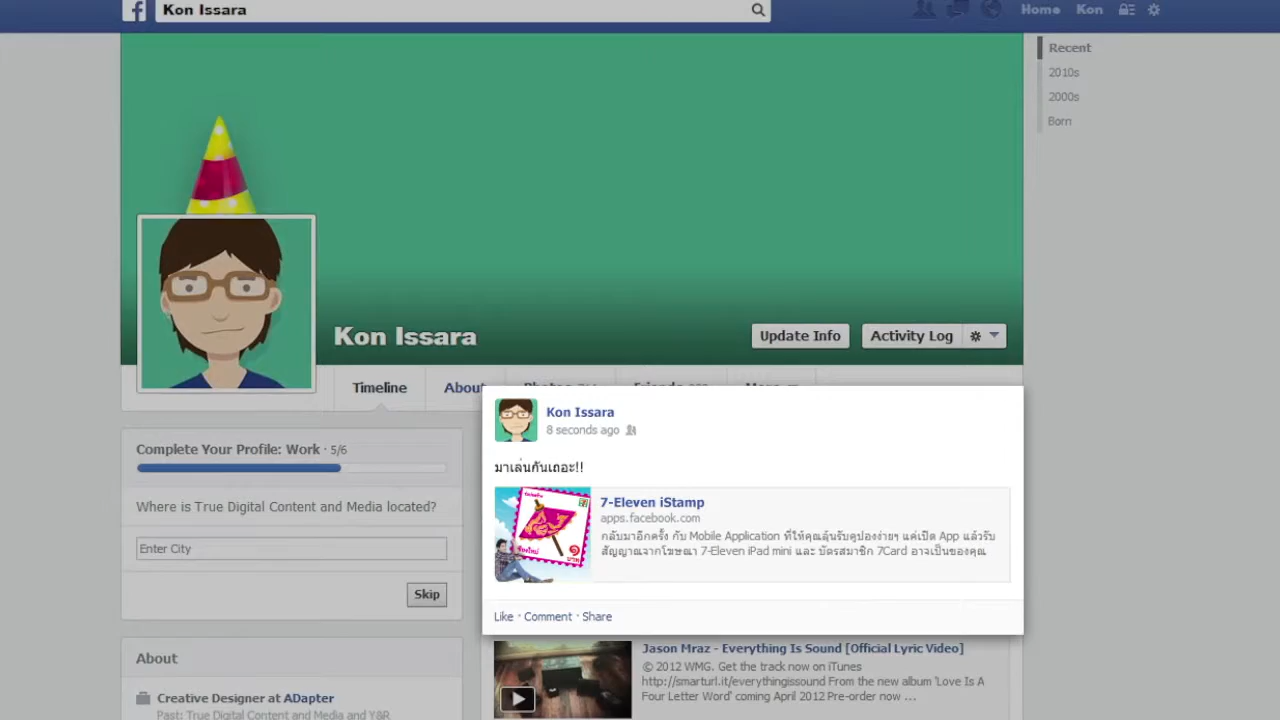 Kon Issara
Home
Kon
Recent
2010s
2000s
Born
Kon Issara
Update Info
Activity Log
Timeline
About
More
Complete Your Profile: Work · 5/6
Where is True Digital Content and Media located?
Enter City
Skip
About
Creative Designer at ADapter
Past: True Digital Content and Media and Y&R
Kon Issara
8 seconds ago
มาเล่นกันเถอะ!!
7-Eleven iStamp
apps.facebook.com
กลับมาอีกครั้ง กับ Mobile Application ที่ให้คุณลุ้นรับคูปองง่ายๆ แค่เปิด App แล้วรับ
สัญญาณจากโฆษณา 7-Eleven iPad mini และ บัตรสมาชิก 7Card อาจเป็นของคุณ
Like · Comment · Share
Jason Mraz - Everything Is Sound [Official Lyric Video]
© 2012 WMG. Get the track now on iTunes
http://smarturl.it/everythingissound From the new album 'Love Is A
Four Letter Word' coming April 2012 Pre-order now ...